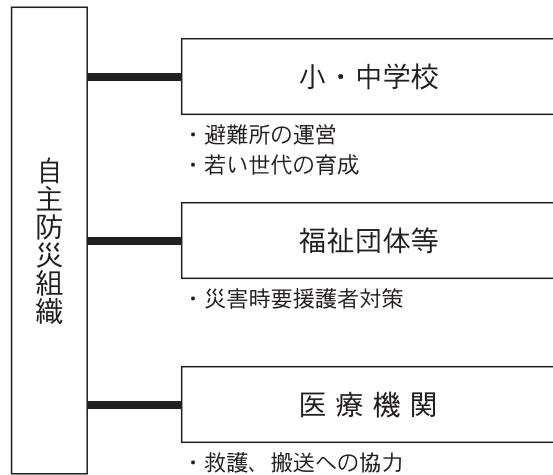 自主防災組織
小・中学校
・避難所の運営
・若い世代の育成
福祉団体等
・災害時要援護者対策
医療機関
・救護、搬送への協力